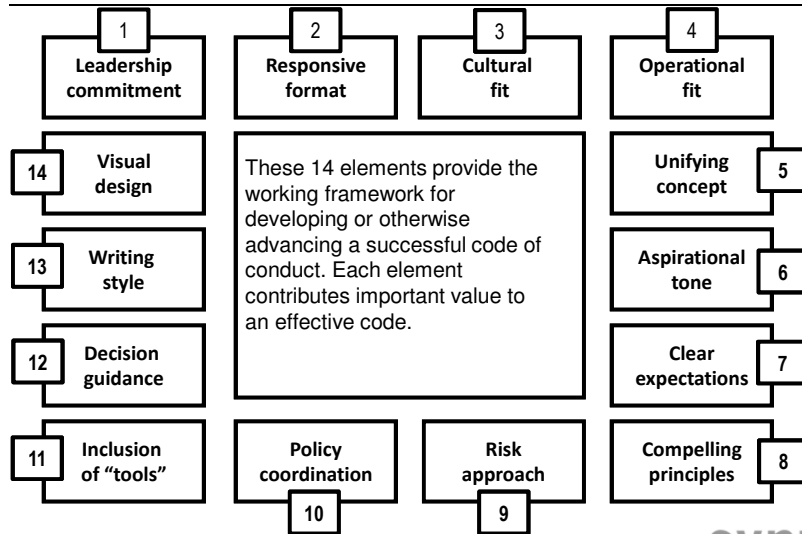 1
Leadership
commitment
2
Responsive
format
3
Cultural
fit
4
Operational
fit
14
Visual
design
These 14 elements provide the
working framework for
developing or otherwise
advancing a successful code of
conduct. Each element
contributes important value to
an effective code.
Unifying
concept
5
13
Writing
style
Aspirational
tone
6
12
Decision
guidance
Clear
expectations
7
11
Inclusion
of “tools”
Policy
coordination
10
Risk
approach
9
Compelling
principles
8